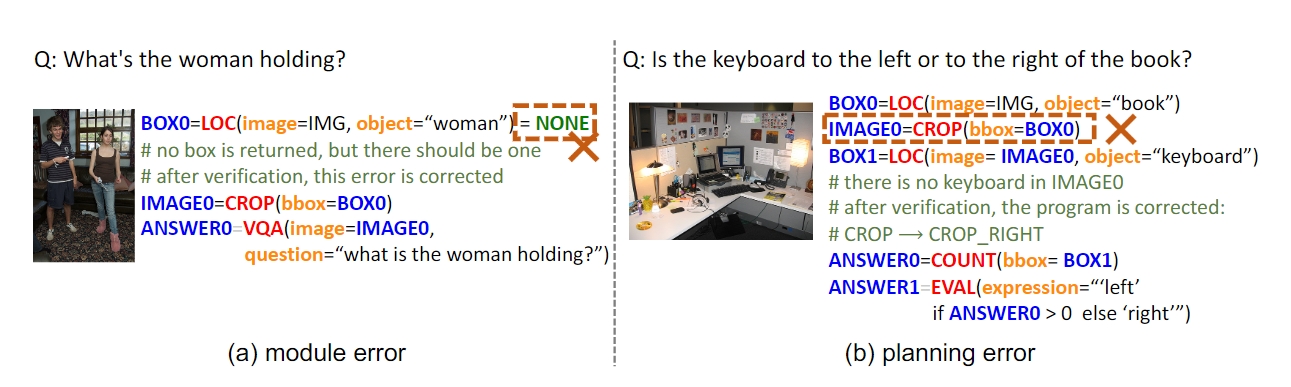 Q: What's the woman holding?
BOX0=LOC(image=IMG, object=“woman”) = NONE
# no box is returned, but there should be one
# after verification, this error is corrected
IMAGE0=CROP(bbox=BOX0)
ANSWER0=VQA(image=IMAGE0,
question=“what is the woman holding?”)
(a) module error
Q: Is the keyboard to the left or to the right of the book?
BOX0=LOC(image=IMG, object=“book”)
IMAGE0=CROP(bbox=BOX0)
BOX1=LOC(image= IMAGE0, object=“keyboard”)
# there is no keyboard in IMAGE0
# after verification, the program is corrected:
# CROP ⟶ CROP_RIGHT
ANSWER0=COUNT(bbox= BOX1)
ANSWER1=EVAL(expression=“‘left’
if ANSWER0 > 0 else ‘right’”)
(b) planning error